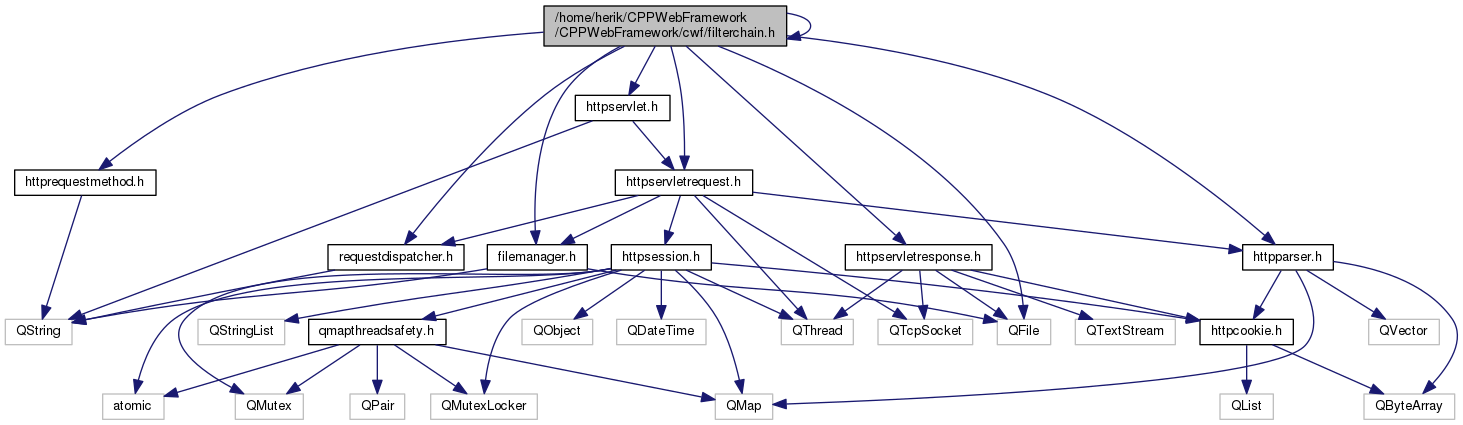 /home/herik/CPPWebFramework
/CPPWebFramework/cwf/filterchain.h
httpservlet.h
httprequestmethod.h
httpservletrequest.h
requestdispatcher.h
filemanager.h
httpsession.h
httpservletresponse.h
httpparser.h
QString
QStringList
qmapthreadsafety.h
QObject
QDateTime
QThread
QTcpSocket
QFile
QTextStream
httpcookie.h
QVector
atomic
QMutex
QPair
QMutexLocker
QMap
QList
QByteArray